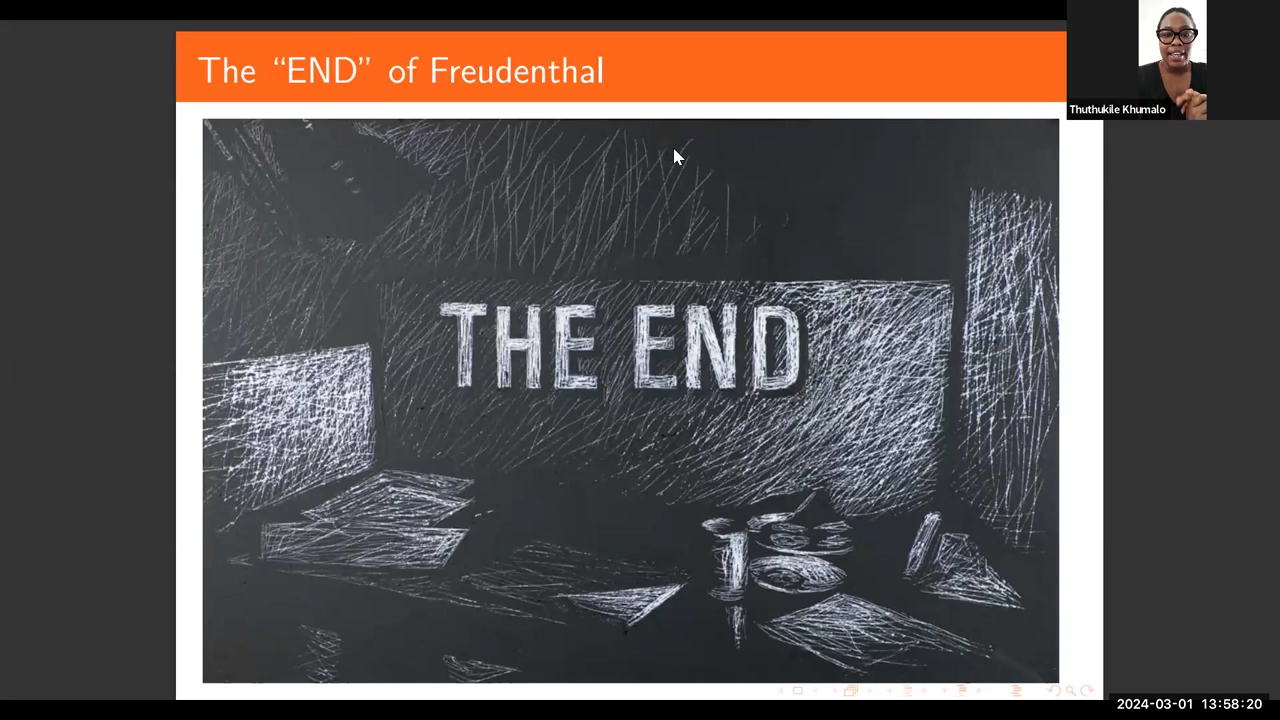 The “END” of Freudenthal
THE END
Thuthukile Khumalo
2024-03-01 13:58:20